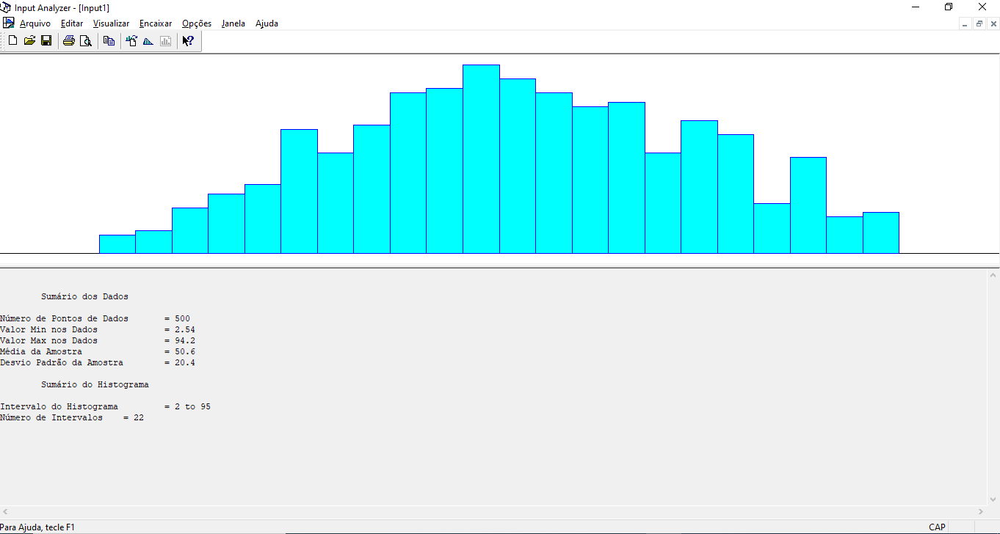 Input Analyzer - [Input1]
Arquivo Editar Visualizar Encaixar Opções Janela Ajuda
Sumário dos Dados
Número de Pontos de Dados = 500
Valor Min nos Dados = 2.54
Valor Max nos Dados = 94.2
Média da Amostra = 50.6
Desvio Padrão da Amostra = 20.4
Sumário do Histograma
Intervalo do Histograma = 2 to 95
Número de Intervalos = 22
Para Ajuda, tecle F1 CAP